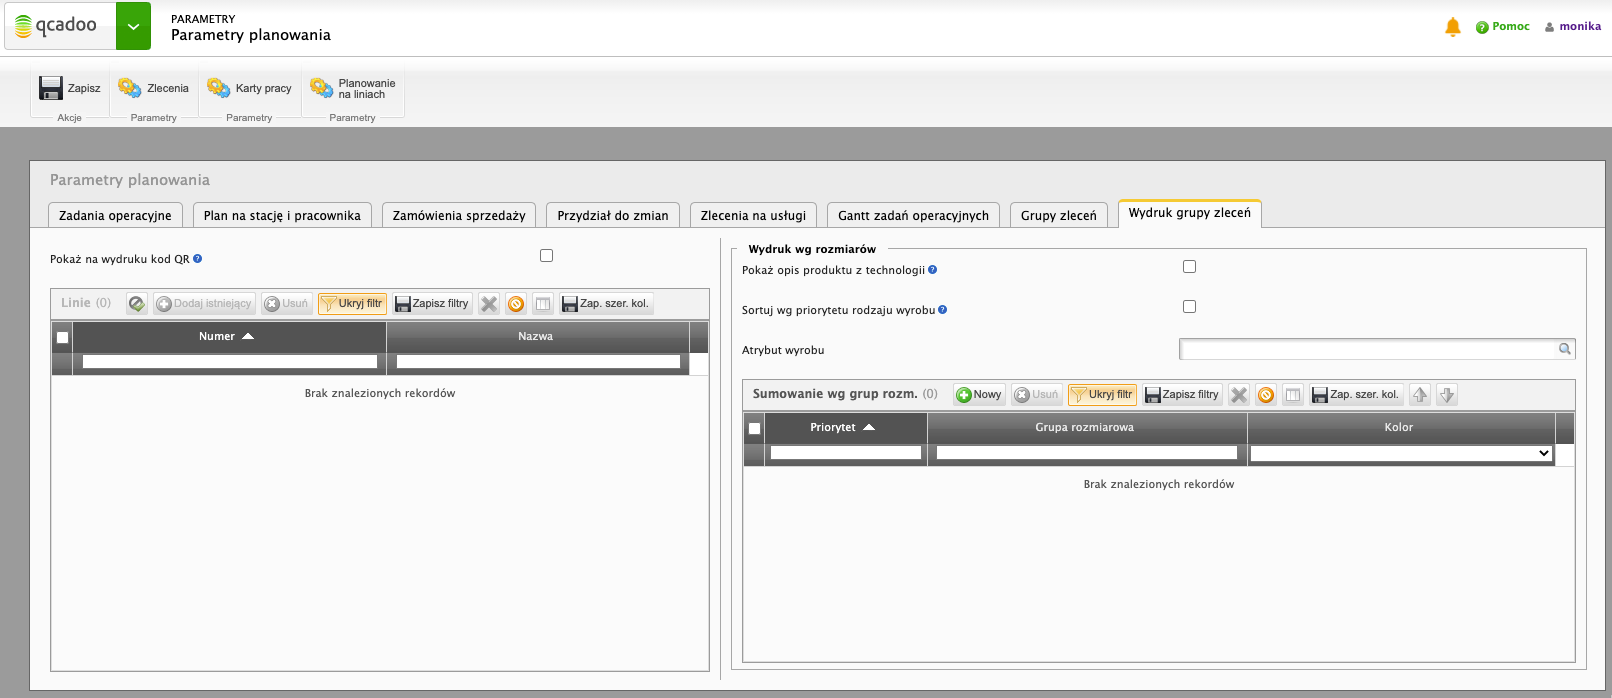 qcadoo
PARAMETRY
Parametry planowania
Pomoc
monika
Zapisz
Akcje
Zlecenia
Parametry
Karty pracy
Parametry
Planowanie
na liniach
Parametry
Parametry planowania
Zadania operacyjne
Plan na stację i pracownika
Zamówienia sprzedaży
Przydział do zmian
Zlecenia na usługi
Gantt zadań operacyjnych
Grupy zleceń
Wydruk grupy zleceń
Pokaż na wydruku kod QR
Linie (0)
Dodaj istniejący
Usuń
Ukryj filtr
Zapisz filtry
Zap. szer. kol.
Numer
Nazwa
Brak znalezionych rekordów
Wydruk wg rozmiarów
Pokaż opis produktu z technologii
Sortuj wg priorytetu rodzaju wyrobu
Atrybut wyrobu
Sumowanie wg grup rozm. (0)
Nowy
Usuń
Ukryj filtr
Zapisz filtry
Zap. szer. kol.
Priorytet
Grupa rozmiarowa
Kolor
Brak znalezionych rekordów